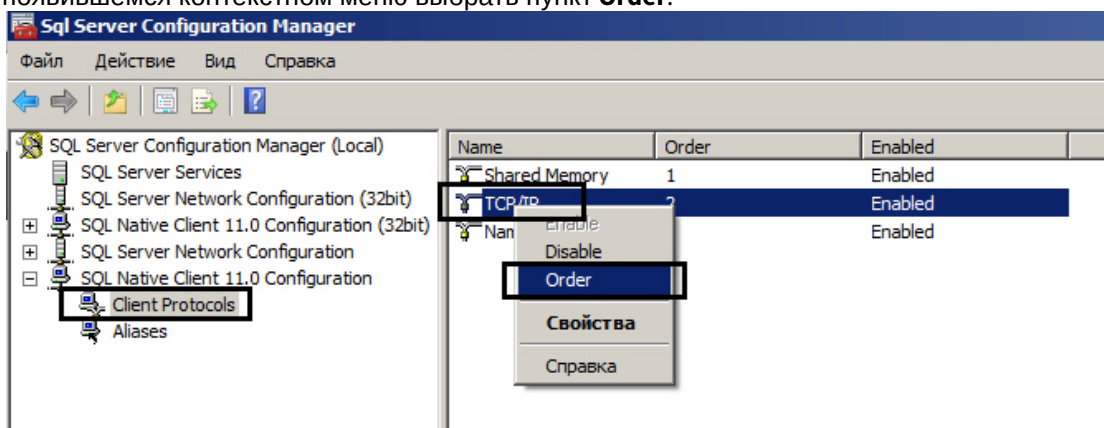 появившемся контекстном меню выбрать пункт Order.
Sql Server Configuration Manager
Файл Действие Вид Справка
SQL Server Configuration Manager (Local)
SQL Server Services
SQL Server Network Configuration (32bit)
SQL Native Client 11.0 Configuration (32bit)
SQL Server Network Configuration
SQL Native Client 11.0 Configuration
Client Protocols
Aliases
Name Order Enabled
Shared Memory 1 Enabled
TCP/IP 2 Enabled
Nam Enabled
Enable
Disable
Order
Свойства
Справка